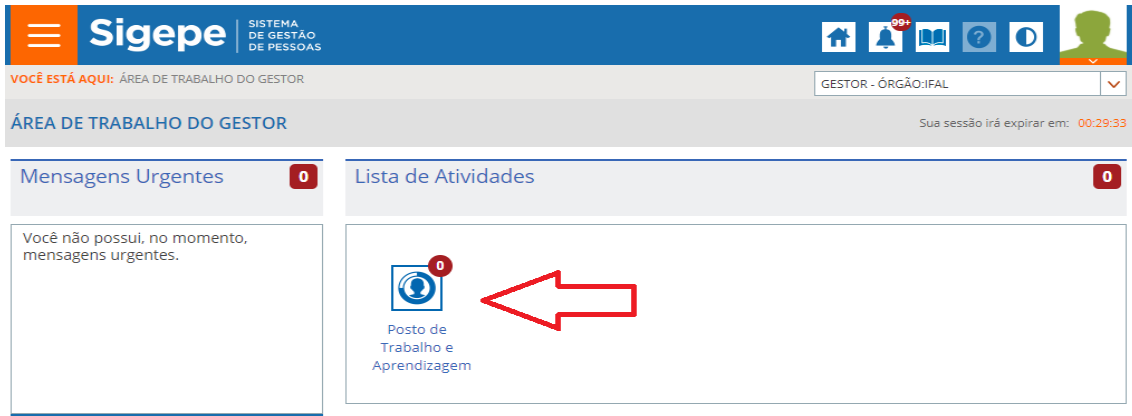 Sigepe
SISTEMA
DE GESTÃO
DE PESSOAS
99+
?
VOCÊ ESTÁ AQUI: ÁREA DE TRABALHO DO GESTOR
GESTOR - ÓRGÃO:IFAL
ÁREA DE TRABALHO DO GESTOR
Sua sessão irá expirar em: 00:29:33
Mensagens Urgentes
0
Lista de Atividades
0
Você não possui, no momento,
mensagens urgentes.
0
Posto de
Trabalho e
Aprendizagem